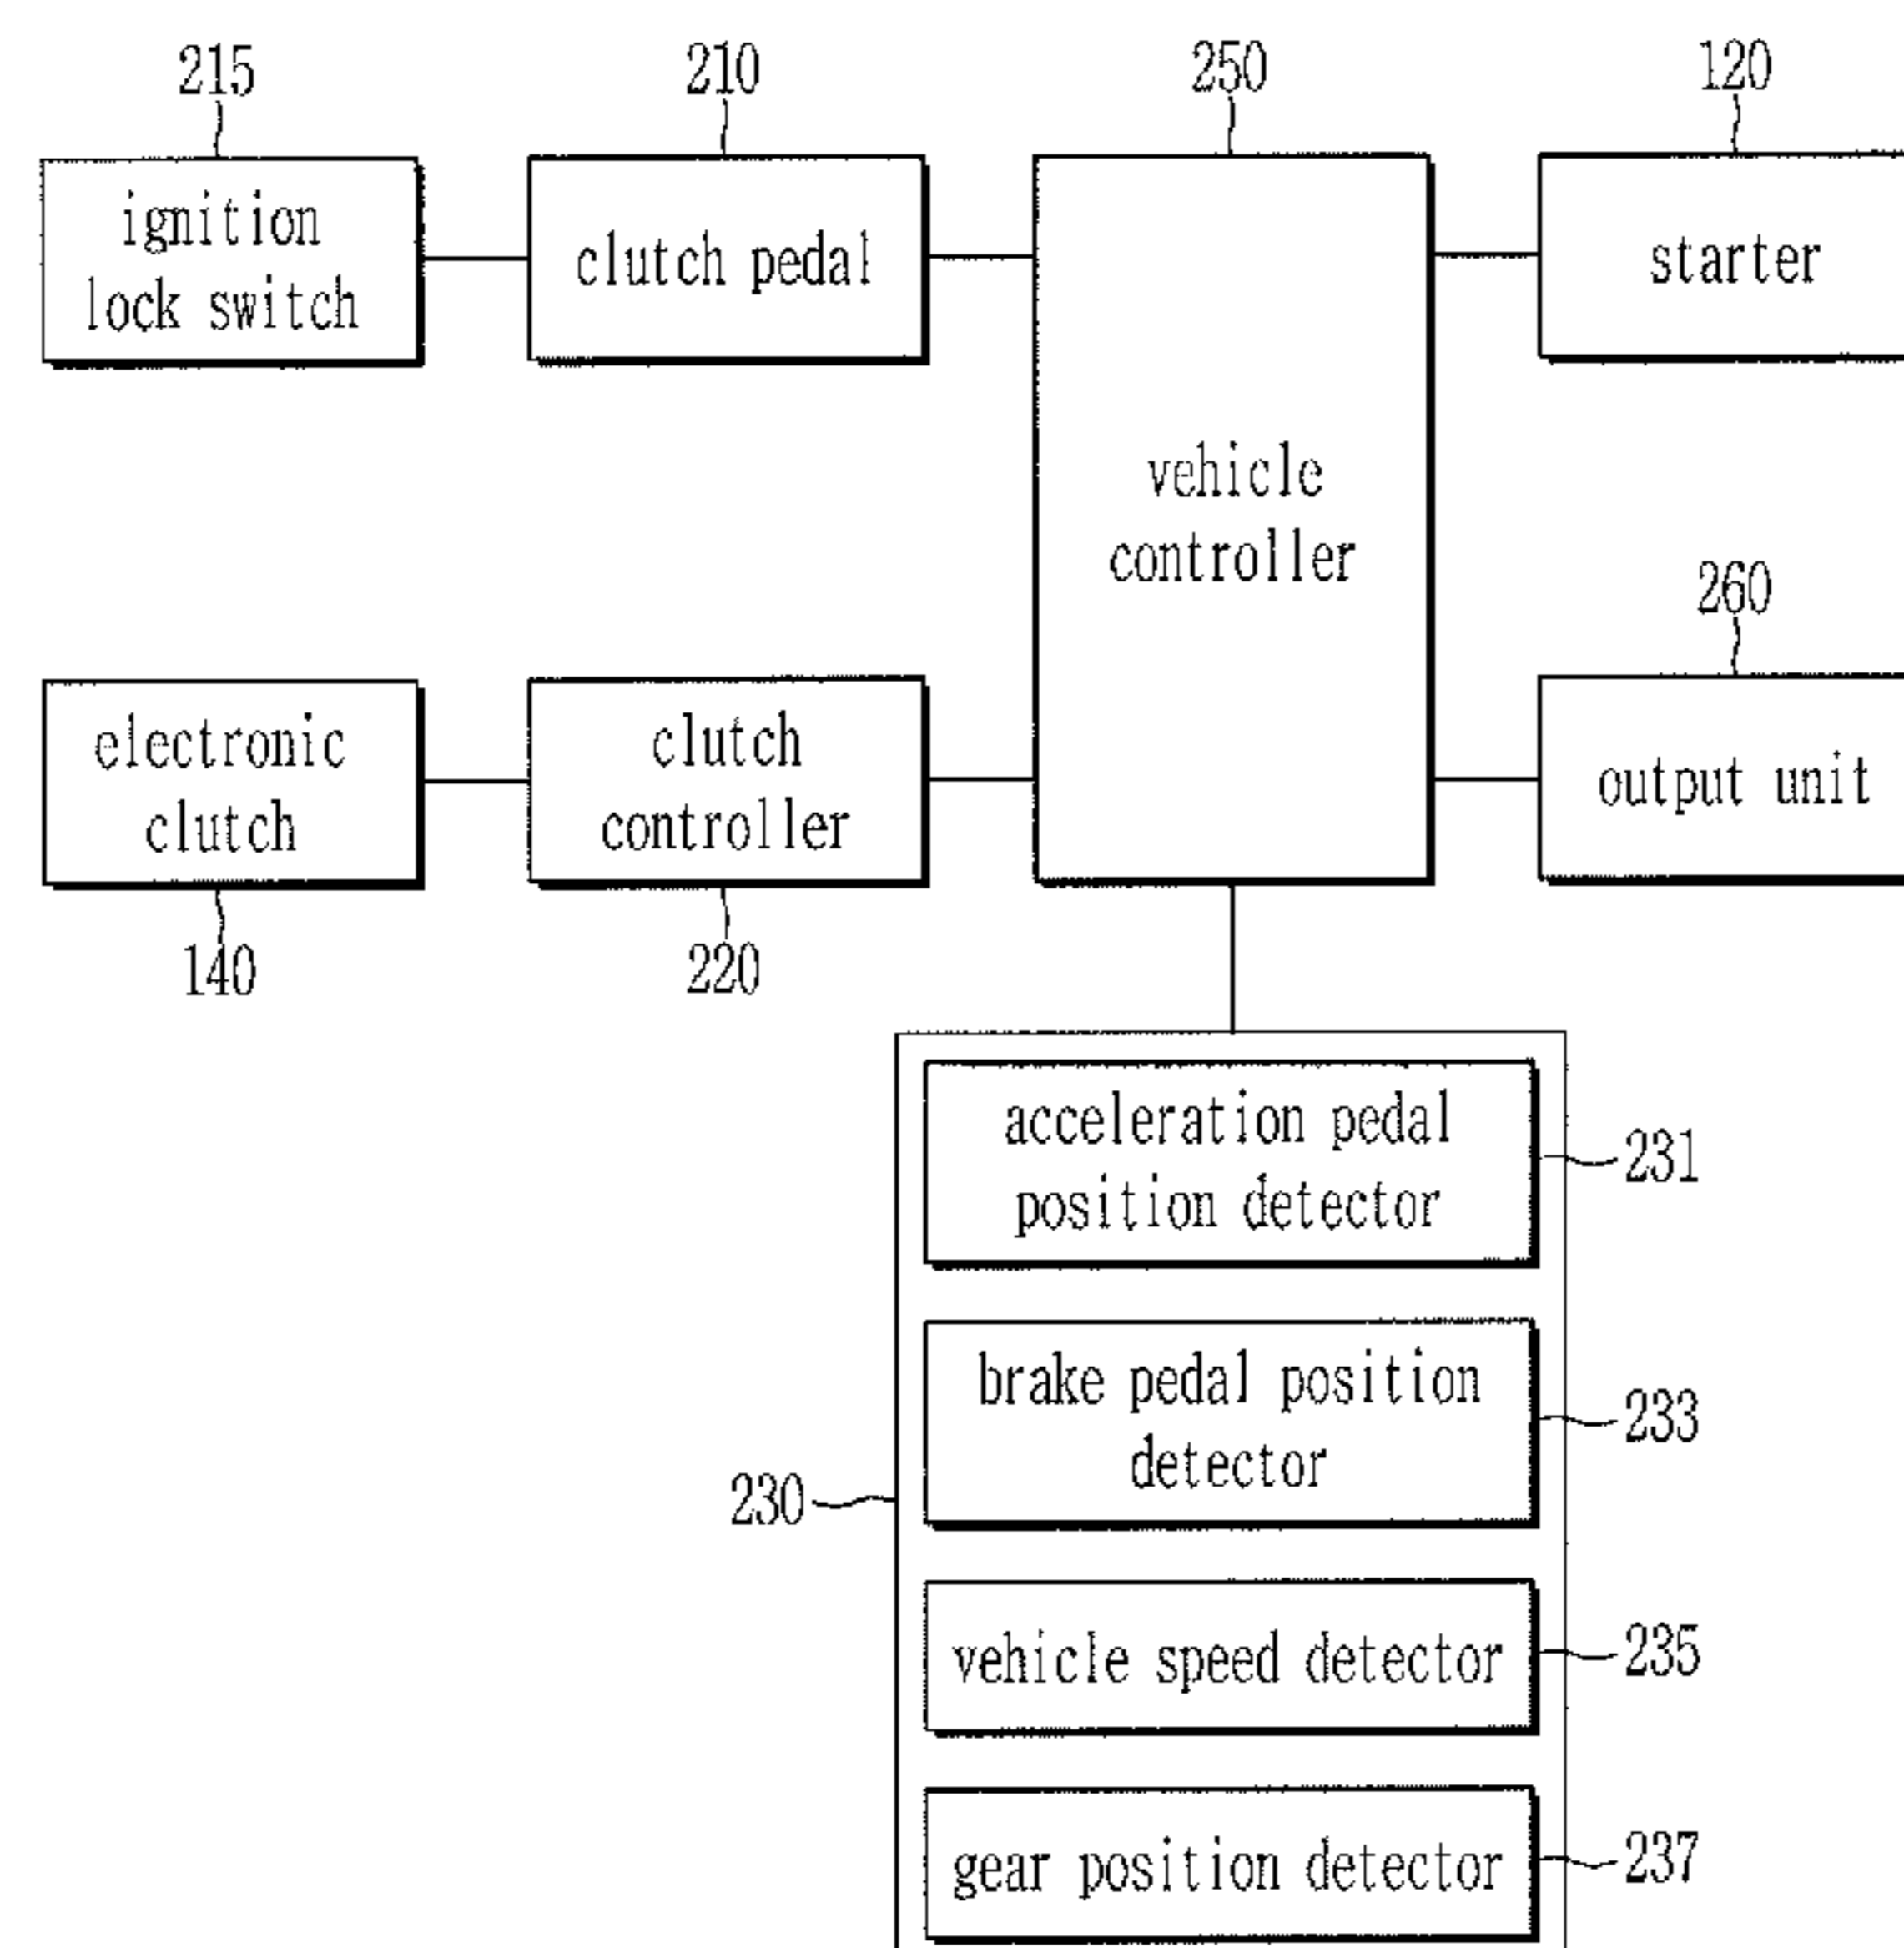 215
210
250
120
ignition
lock switch
clutch pedal
vehicle
controller
starter
260
electronic
clutch
clutch
controller
output unit
140
220
acceleration pedal
position detector
231
brake pedal position
detector
233
230
vehicle speed detector
235
gear position detector
237